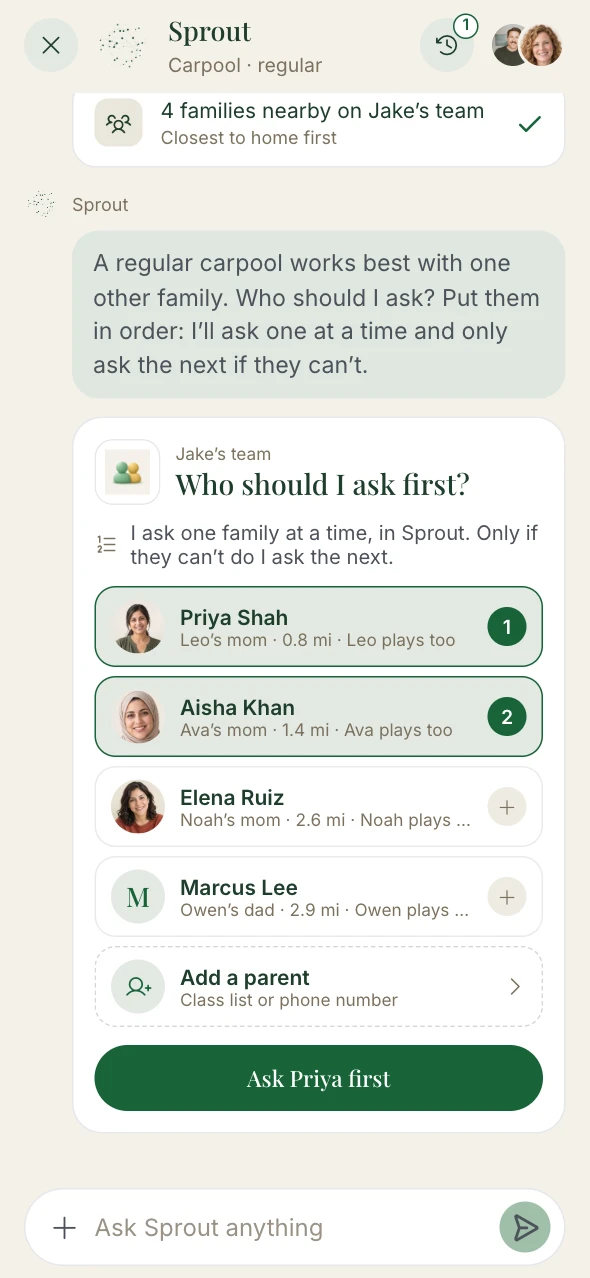 Sprout
1
Carpool · regular
4 families nearby on Jake’s team
Closest to home first
Sprout
A regular carpool works best with one
other family. Who should I ask? Put them
in order: I’ll ask one at a time and only
ask the next if they can’t.
Jake’s team
Who should I ask first?
I ask one family at a time, in Sprout. Only if
they can’t do I ask the next.
Priya Shah
Leo’s mom · 0.8 mi · Leo plays too
1
Aisha Khan
Ava’s mom · 1.4 mi · Ava plays too
2
Elena Ruiz
Noah’s mom · 2.6 mi · Noah plays ...
M
Marcus Lee
Owen’s dad · 2.9 mi · Owen plays ...
Add a parent
Class list or phone number
Ask Priya first
Ask Sprout anything